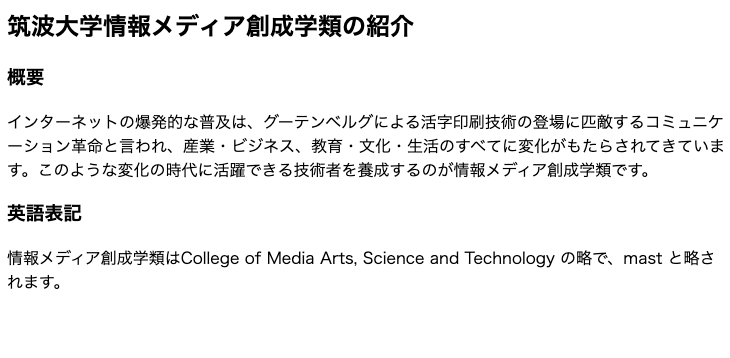 筑波大学情報メディア創成学類の紹介
概要
インターネットの爆発的な普及は、グーテンベルグによる活字印刷技術の登場に匹敵するコミュニケ
ーション革命と言われ、産業・ビジネス、教育・文化・生活のすべてに変化がもたらされてきていま
す。このような変化の時代に活躍できる技術者を養成するのが情報メディア創成学類です。
英語表記
情報メディア創成学類はCollege of Media Arts, Science and Technology の略で、mast と略さ
れます。